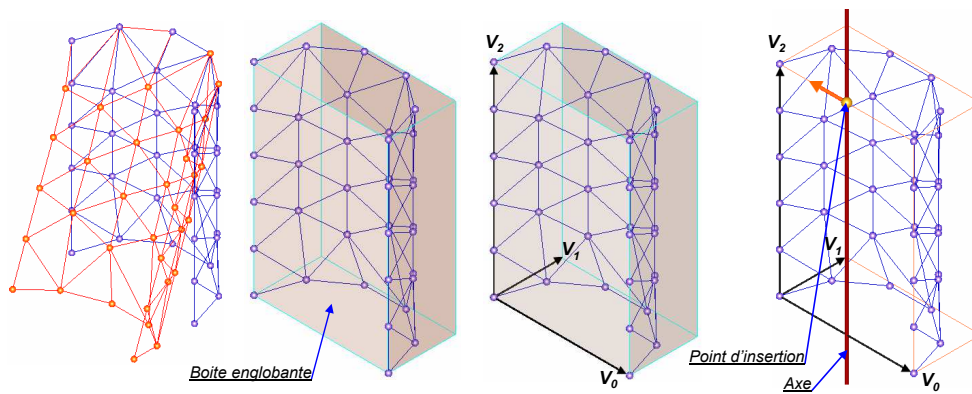 V2
V2
V1
V1
Boite englobante
V0
Point d'insertion
V0
Axe